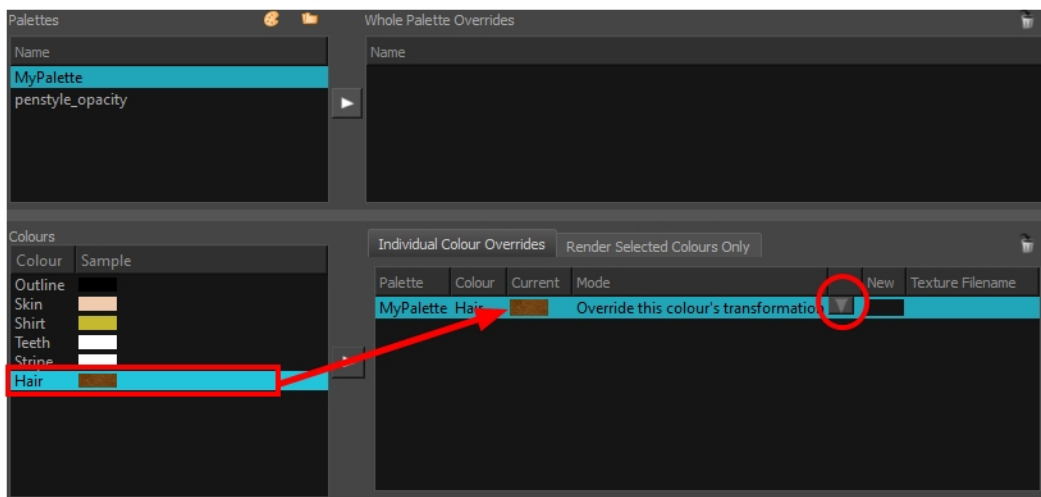 Palettes
Whole Palette Overrides
Name
Name
MyPalette
penstyle_opacity
Colours
Individual Colour Overrides
Render Selected Colours Only
Colour Sample
Palette Colour Current Mode New Texture Filename
Outline
MyPalette Hair Override this colour's transformation
Skin
Shirt
Teeth
Stripe
Hair